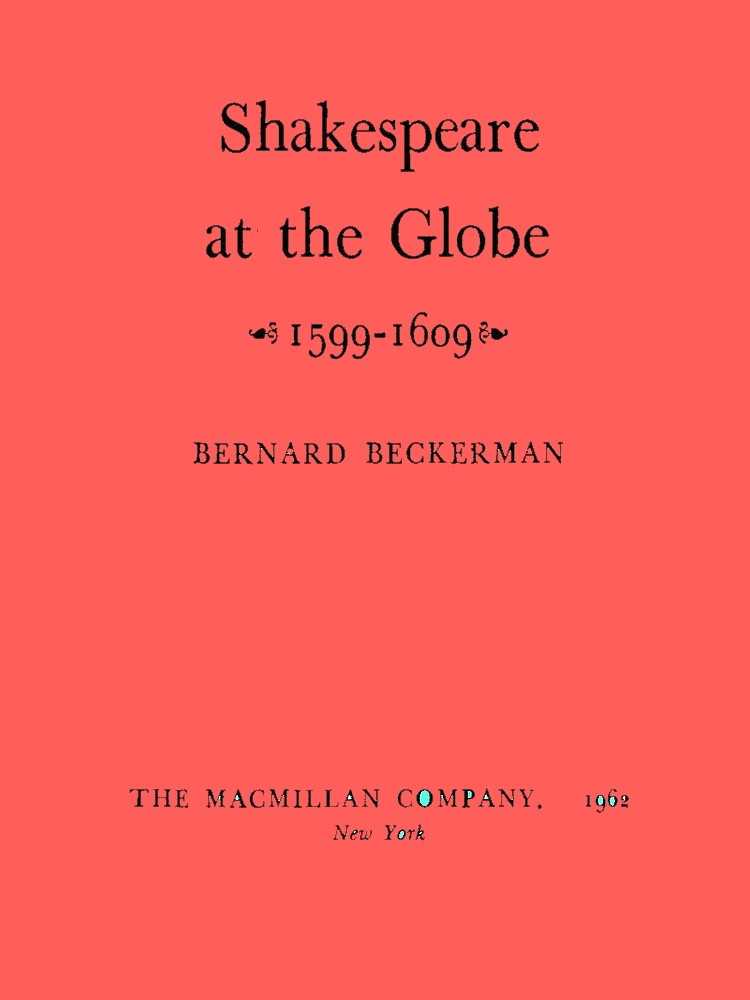 Shakespeare
at the Globe
1599-1609
BERNARD BECKERMAN
THE MACMILLAN COMPANY, 1962
New York